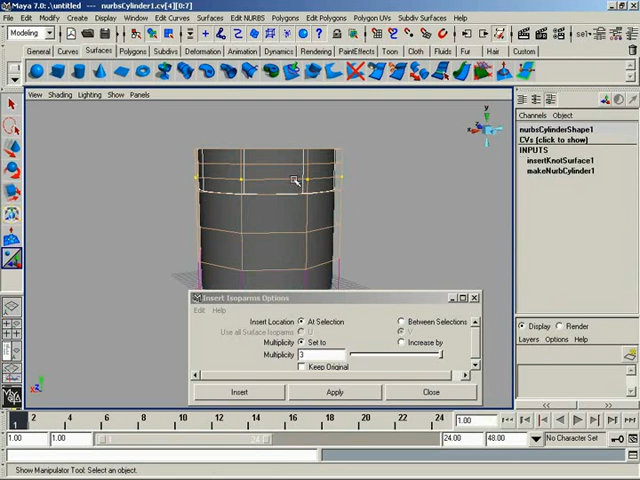 Maya 7.0: .\untitled --- nurbsCylinder1.cv[4][0:7]
File Edit Modify Create Display Window Edit Curves Surfaces Edit NURBS Polygons Edit Polygons Polygon UVs Subdiv Surfaces Help
Modeling sel
General Curves Surfaces Polygons Subdivs Deformation Animation Dynamics Rendering PaintEffects Toon Cloth Fluids Fur Hair Custom
View Shading Lighting Show Panels
Channels Object
nurbsCylinderShape1
CVs (click to show)
INPUTS
insertKnotSurface1
makeNurbCylinder1
y
x
Insert Isoparms Options
Edit Help
Insert Location At Selection Between Selections
Use all Surface Isoparms U V
Multiplicity Set to Increase by
Multiplicity 3
Keep Original
Insert Apply Close
Display Render
Layers Options Help
1 2 4 6 8 10 12 14 16 18 20 22 24 1.00
1.00 1.00 1 24 24.00 48.00 No Character Set
Show Manipulator Tool: Select an object.